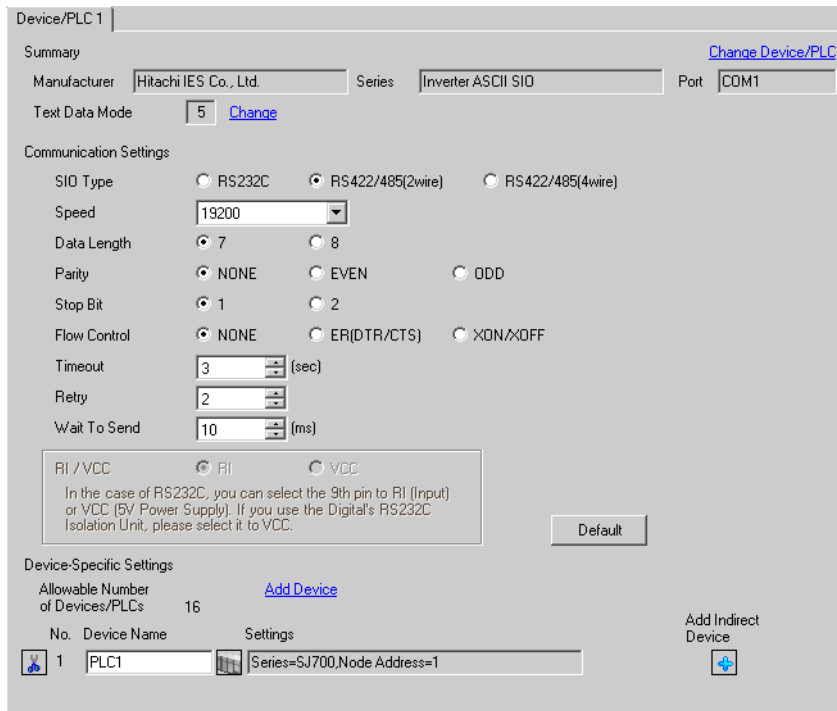 Device/PLC 1
Summary
Change Device/PLC
Manufacturer Hitachi IES Co., Ltd. Series Inverter ASCII SIO Port COM1
Text Data Mode 5 Change
Communication Settings
SIO Type RS232C RS422/485(2wire) RS422/485(4wire)
Speed 19200
Data Length 7 8
Parity NONE EVEN ODD
Stop Bit 1 2
Flow Control NONE ER(DTR/CTS) XON/XOFF
Timeout 3 (sec)
Retry 2
Wait To Send 10 (ms)
RI / VCC RI VCC
In the case of RS232C, you can select the 9th pin to RI (Input)
or VCC (5V Power Supply). If you use the Digital's RS232C
Isolation Unit, please select it to VCC.
Default
Device-Specific Settings
Allowable Number
of Devices/PLCs 16 Add Device
Add Indirect
Device
No. Device Name Settings
1 PLC1 Series=SJ700,Node Address=1